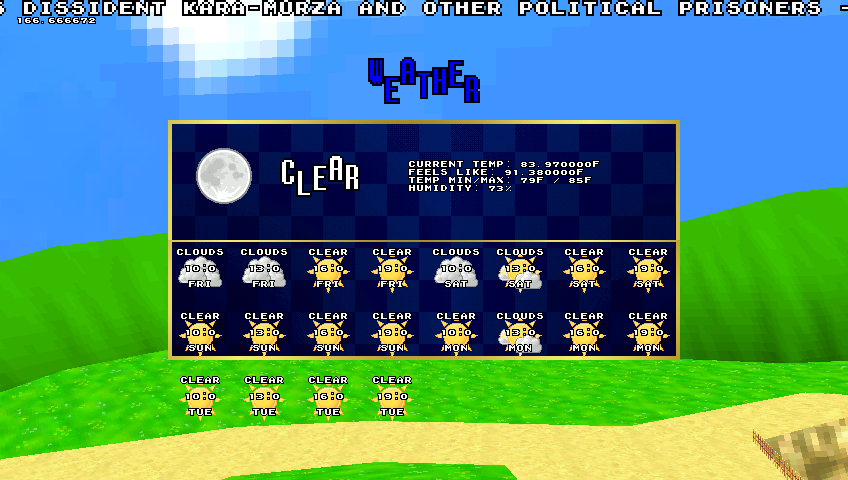 S DISSIDENT KARA-MURZA AND OTHER POLITICAL PRISONERS -
166.666672
WEATHER
CLEAR
CURRENT TEMP: 83.970000F
FEELS LIKE: 91.380000F
TEMP MIN/MAX: 79F / 85F
HUMIDITY: 73%
CLOUDS CLOUDS CLEAR CLEAR CLOUDS CLOUDS CLEAR CLEAR
10:0 13:0 16:0 19:0 10:0 13:0 16:0 19:0
FRI FRI FRI FRI SAT SAT SAT SAT
CLEAR CLEAR CLEAR CLEAR CLEAR CLOUDS CLEAR CLEAR
10:0 13:0 16:0 19:0 10:0 13:0 16:0 19:0
SUN SUN SUN SUN MON MON MON MON
CLEAR CLEAR CLEAR CLEAR
10:0 13:0 16:0 19:0
TUE TUE TUE TUE